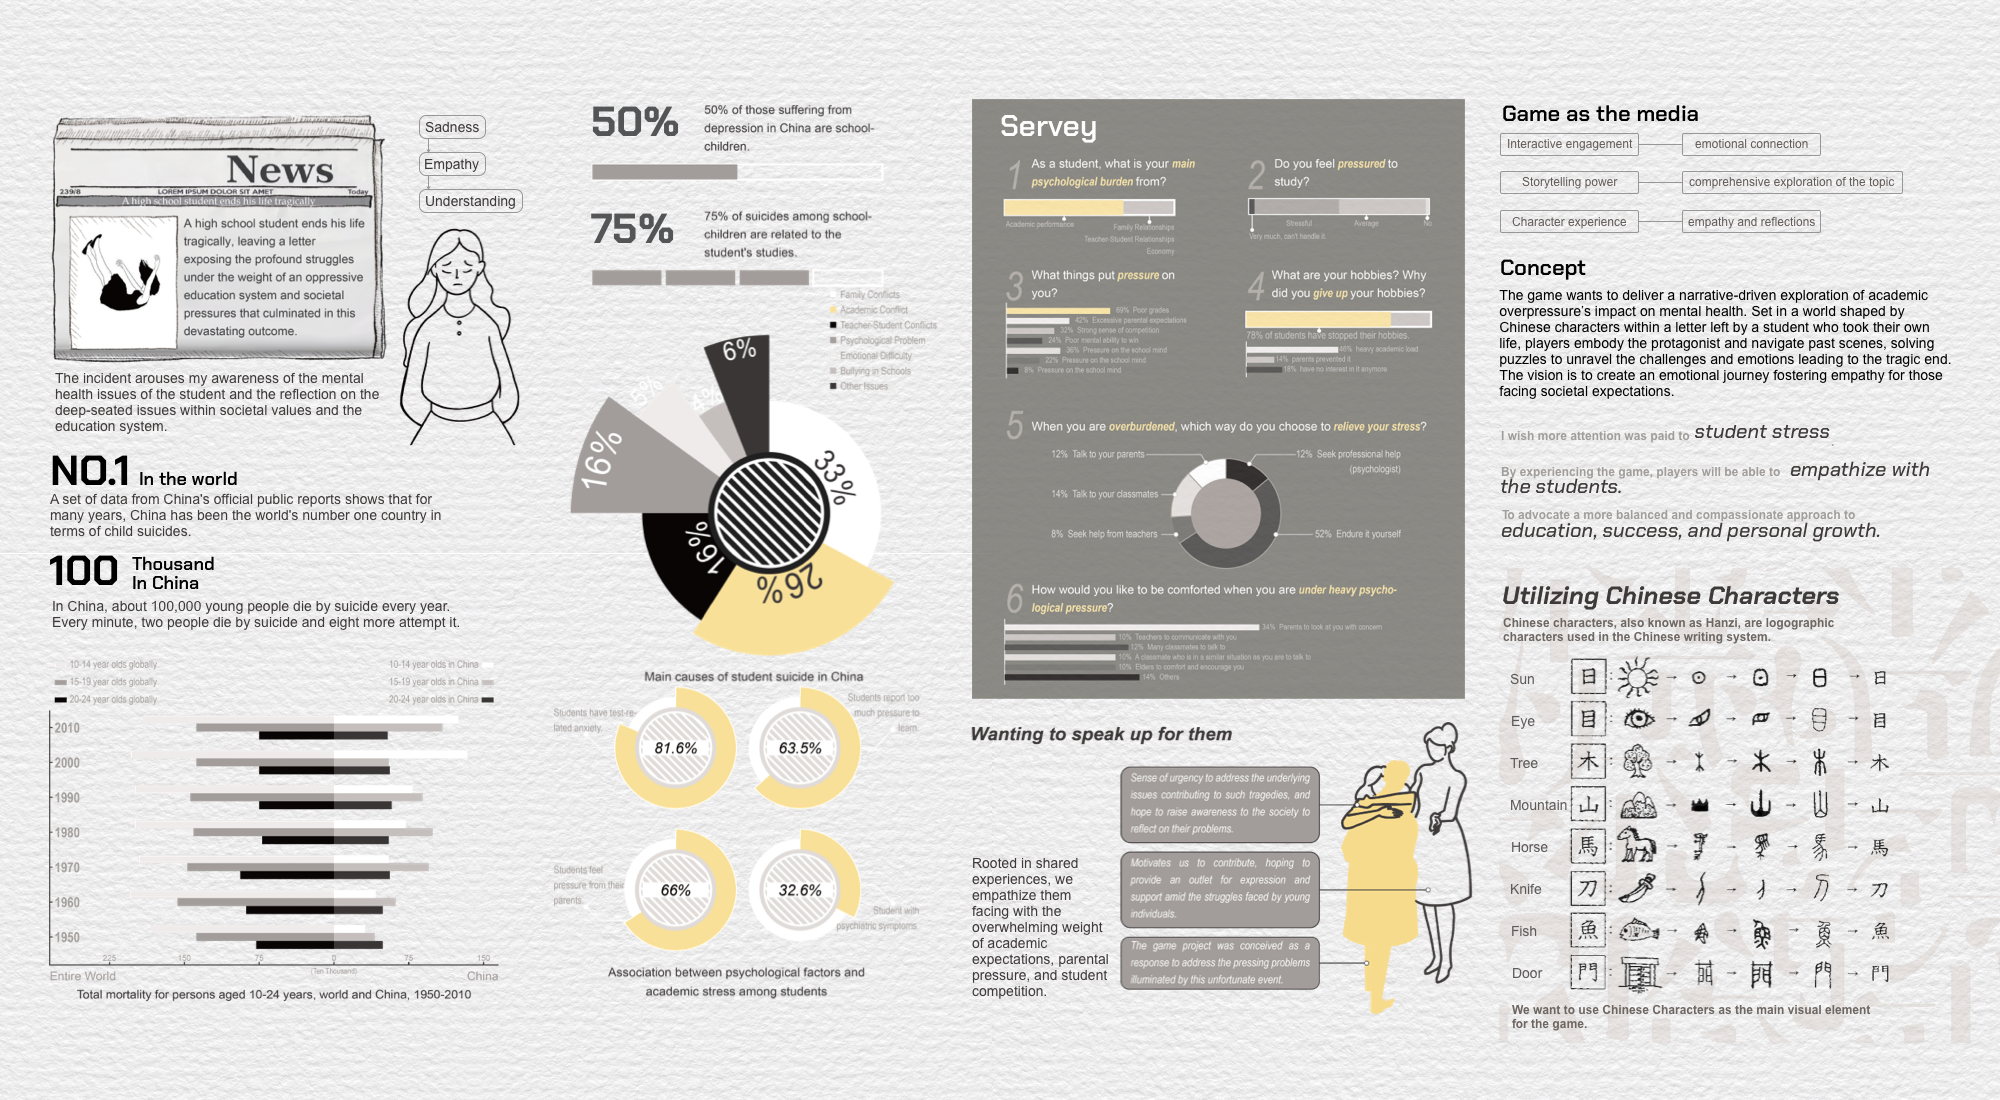 News
239/8
LOREM IPSUM DOLOR SIT AMET
Today
A high school student ends his life tragically
A high school student ends his life
tragically, leaving a letter
exposing the profound struggles
under the weight of an oppressive
education system and societal
pressures that culminated in this
devastating outcome.
Sadness
Empathy
Understanding
The incident arouses my awareness of the mental
health issues of the student and the reflection on the
deep-seated issues within societal values and the
education system.
NO.1 In the world
A set of data from China's official public reports shows that for
many years, China has been the world's number one country in
terms of child suicides.
100 Thousand
In China
In China, about 100,000 young people die by suicide every year.
Every minute, two people die by suicide and eight more attempt it.
10-14 year olds globally
15-19 year olds globally
20-24 year olds globally
10-14 year olds in China
15-19 year olds in China
20-24 year olds in China
2010
2000
1990
1980
1970
1960
1950
225
150
75
0
75
150
Entire World
(Ten Thousand)
China
Total mortality for persons aged 10-24 years, world and China, 1950-2010
50%
50% of those suffering from
depression in China are school-
children.
75%
75% of suicides among school-
children are related to the
student's studies.
Family Conflicts
Academic Conflict
Teacher-Student Conflicts
Psychological Problem
Emotional Difficulty
Bullying in Schools
Other Issues
6%
4%
5%
16%
33%
16%
26%
Main causes of student suicide in China
Students have test-re-
lated anxiety.
81.6%
63.5%
Students report too
much pressure to
learn.
Students feel
pressure from their
parents.
66%
32.6%
Student with
psychiatric symptoms.
Association between psychological factors and
academic stress among students
Servey
1
As a student, what is your main
psychological burden from?
Academic performance
Family Relationships
Teacher-Student Relationships
Economy
2
Do you feel pressured to
study?
Stressful
Average
No
Very much, can't handle it.
3
What things put pressure on
you?
69% Poor grades
42% Excessive parental expectations
32% Strong sense of competition
24% Poor mental ability to win
36% Pressure on the school mind
22% Pressure on the school mind
8% Pressure on the school mind
4
What are your hobbies? Why
did you give up your hobbies?
78% of students have stopped their hobbies.
46% heavy academic load
14% parents prevented it
18% have no interest in it anymore
5
When you are overburdened, which way do you choose to relieve your stress?
12% Talk to your parents
12% Seek professional help
(psychologist)
14% Talk to your classmates
8% Seek help from teachers
52% Endure it yourself
6
How would you like to be comforted when you are under heavy psycho-
logical pressure?
34% Parents to look at you with concern
10% Teachers to communicate with you
12% Many classmates to talk to
10% A classmate who is in a similar situation as you are to talk to
10% Elders to comfort and encourage you
14% Others
Wanting to speak up for them
Rooted in shared
experiences, we
empathize them
facing with the
overwhelming weight
of academic
expectations, parental
pressure, and student
competition.
Sense of urgency to address the underlying
issues contributing to such tragedies, and
hope to raise awareness to the society to
reflect on their problems.
Motivates us to contribute, hoping to
provide an outlet for expression and
support amid the struggles faced by young
individuals.
The game project was conceived as a
response to address the pressing problems
illuminated by this unfortunate event.
Game as the media
Interactive engagement
emotional connection
Storytelling power
comprehensive exploration of the topic
Character experience
empathy and reflections
Concept
The game wants to deliver a narrative-driven exploration of academic
overpressure's impact on mental health. Set in a world shaped by
Chinese characters within a letter left by a student who took their own
life, players embody the protagonist and navigate past scenes, solving
puzzles to unravel the challenges and emotions leading to the tragic end.
The vision is to create an emotional journey fostering empathy for those
facing societal expectations.
I wish more attention was paid to student stress.
By experiencing the game, players will be able to empathize with
the students.
To advocate a more balanced and compassionate approach to
education, success, and personal growth.
Utilizing Chinese Characters
Chinese characters, also known as Hanzi, are logographic
characters used in the Chinese writing system.
Sun 日 : → → → → 日
Eye 目 : → → → → 目
Tree 木 : → → → → 木
Mountain 山 : → → → → 山
Horse 馬 : → → → → 馬
Knife 刀 : → → → → 刀
Fish 魚 : → → → → 魚
Door 門 : → → → → 門
We want to use Chinese Characters as the main visual element
for the game.